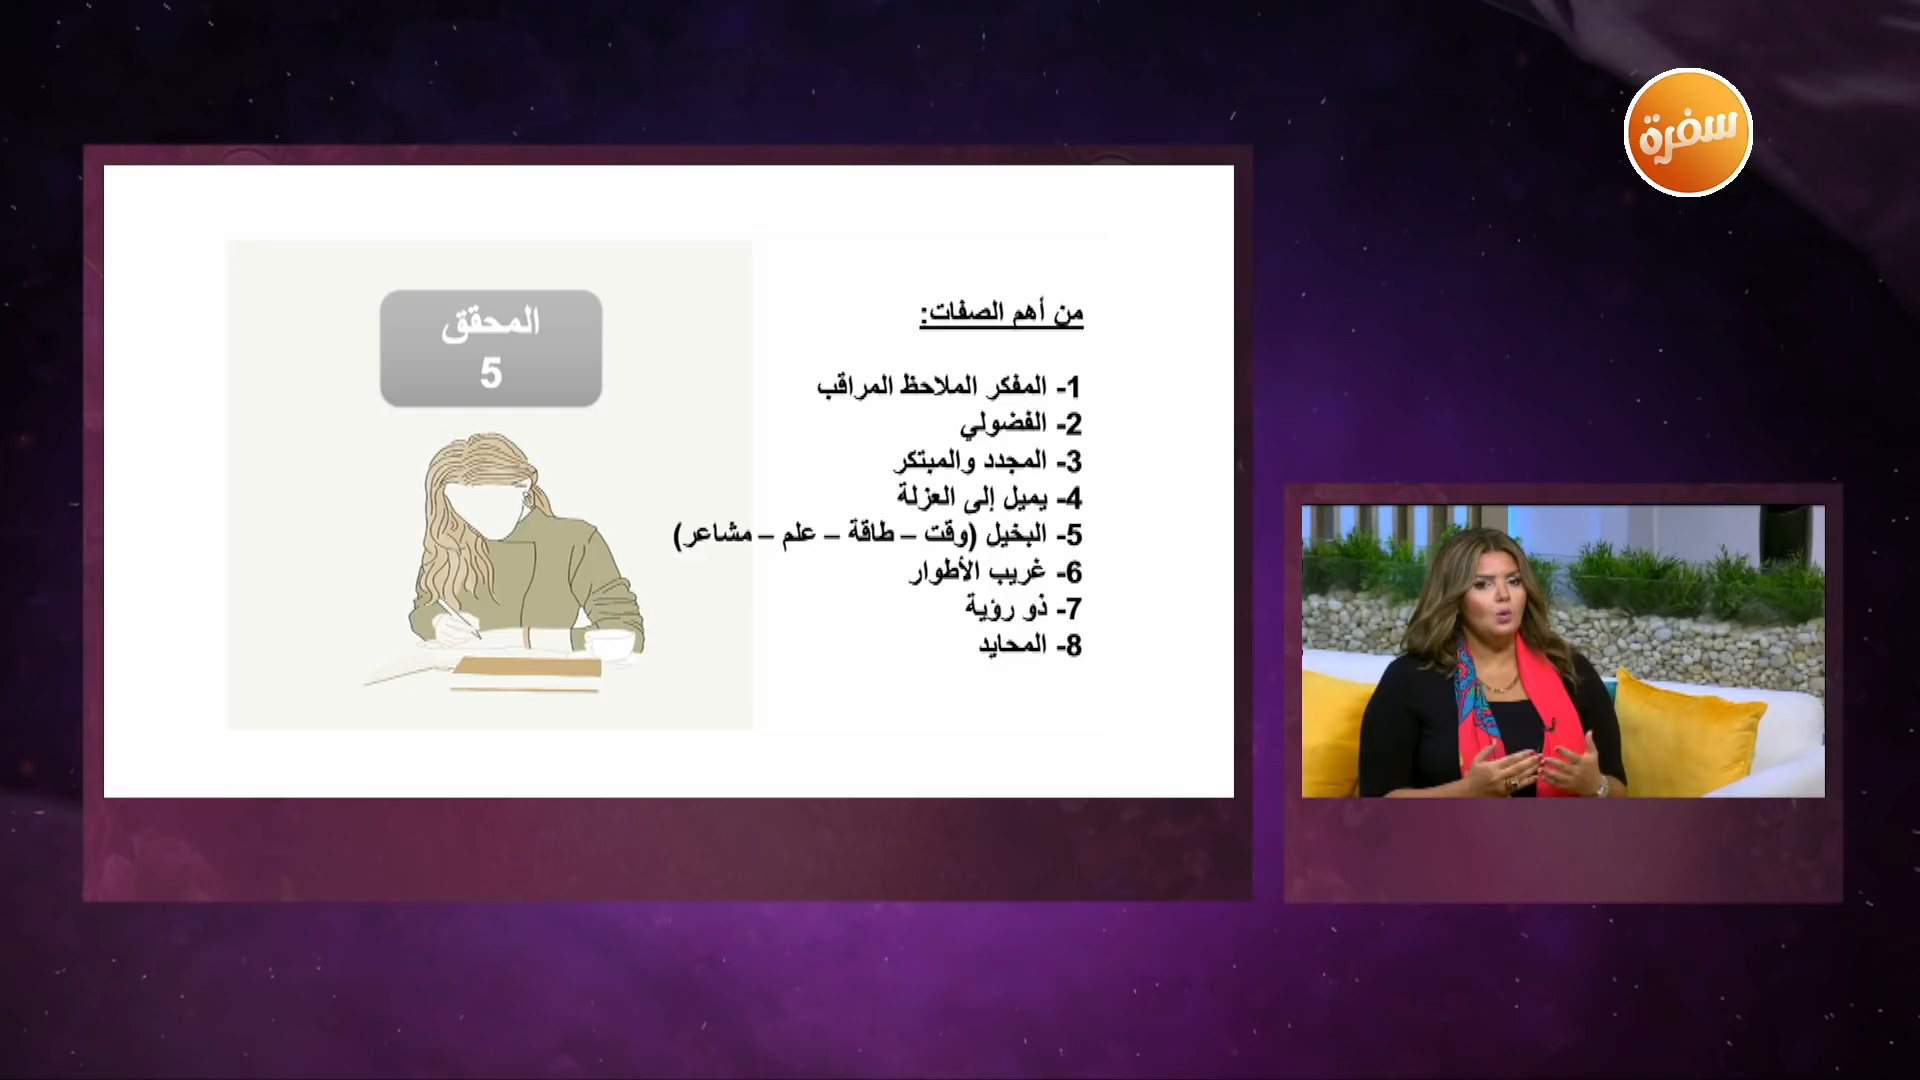 سفرة
المحقق
5
من أهم الصفات:
1- المفكر الملاحظ المراقب
2- الفضولي
3- المجدد والمبتكر
4- يميل إلى العزلة
5- البخيل (وقت – طاقة – علم – مشاعر)
6- غريب الأطوار
7- ذو رؤية
8- المحايد